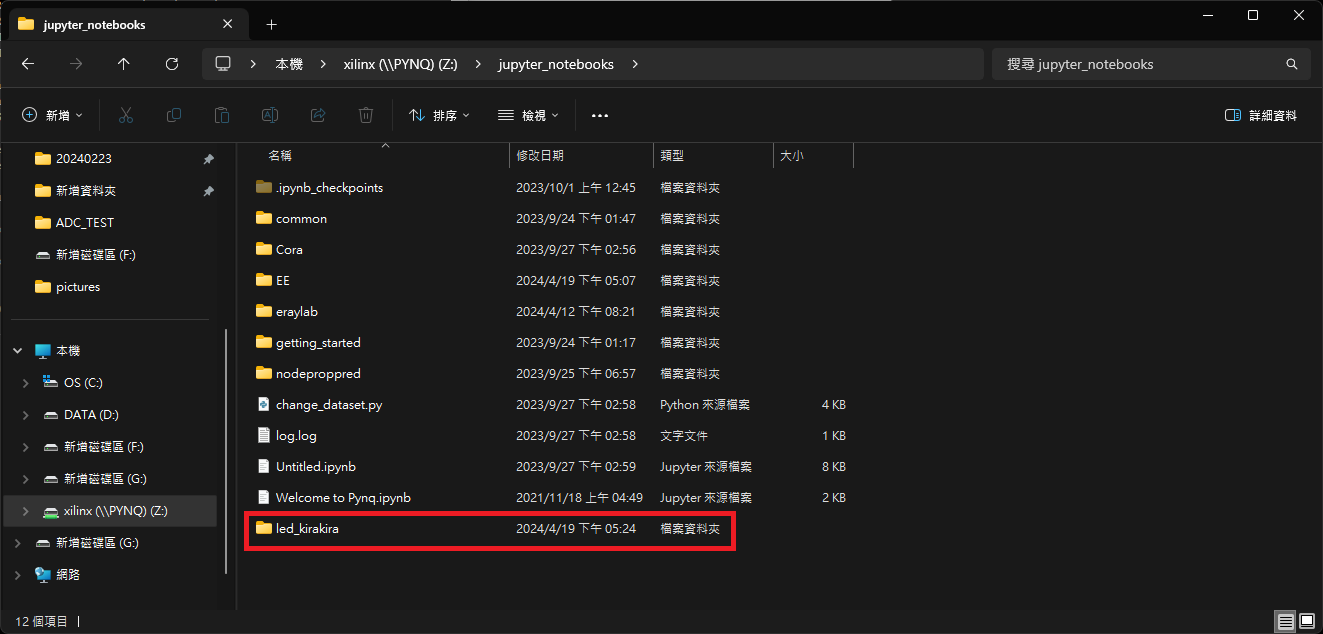 jupyter_notebooks
本機 xilinx (\\PYNQ) (Z:) jupyter_notebooks
搜尋 jupyter_notebooks
新增 排序 檢視 詳細資料
20240223
新增資料夾
ADC_TEST
新增磁碟區 (F:)
pictures
本機
OS (C:)
DATA (D:)
新增磁碟區 (F:)
新增磁碟區 (G:)
xilinx (\\PYNQ) (Z:)
新增磁碟區 (G:)
網路
名稱 修改日期 類型 大小
.ipynb_checkpoints 2023/10/1 上午 12:45 檔案資料夾
common 2023/9/24 下午 01:47 檔案資料夾
Cora 2023/9/27 下午 02:56 檔案資料夾
EE 2024/4/19 下午 05:07 檔案資料夾
eraylab 2024/4/12 下午 08:21 檔案資料夾
getting_started 2023/9/24 下午 01:17 檔案資料夾
nodeproppred 2023/9/25 下午 06:57 檔案資料夾
change_dataset.py 2023/9/27 下午 02:58 Python 來源檔案 4 KB
log.log 2023/9/27 下午 02:58 文字文件 1 KB
Untitled.ipynb 2023/9/27 下午 02:59 Jupyter 來源檔案 8 KB
Welcome to Pynq.ipynb 2021/11/18 上午 04:49 Jupyter 來源檔案 2 KB
led_kirakira 2024/4/19 下午 05:24 檔案資料夾
12 個項目